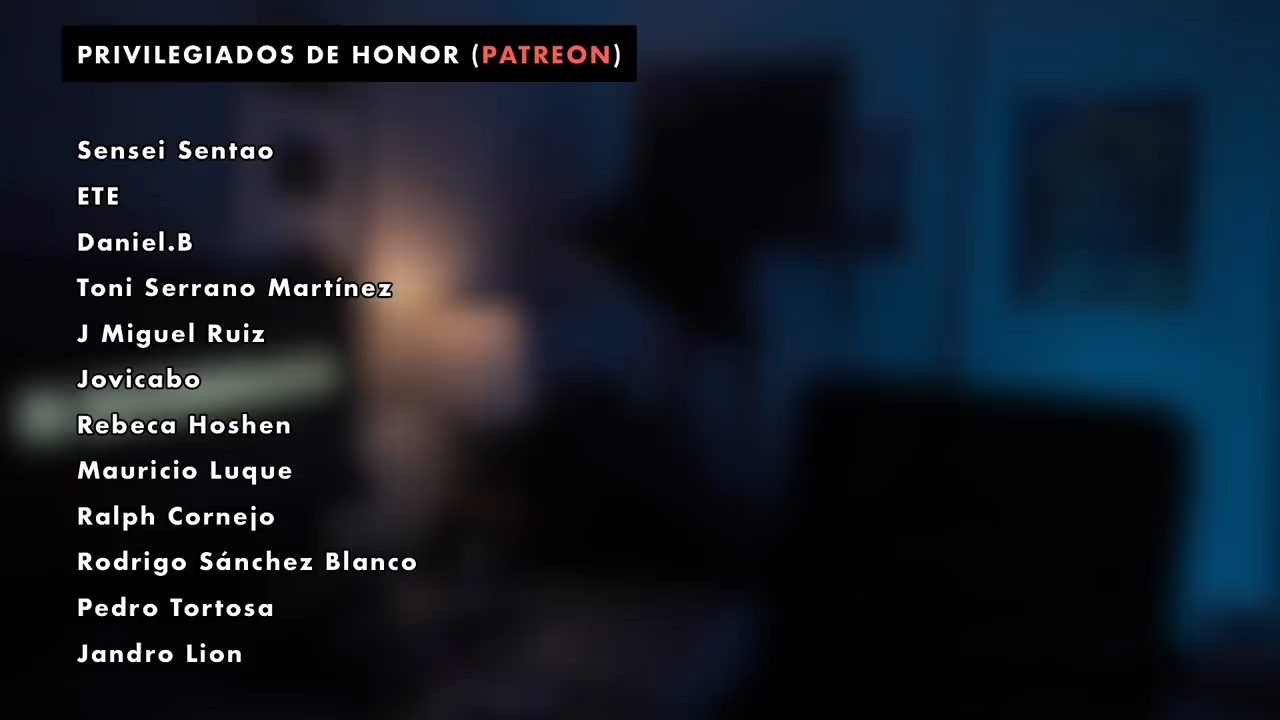 PRIVILEGIADOS DE HONOR (PATREON)
Sensei Sentao
ETE
Daniel.B
Toni Serrano Martínez
J Miguel Ruiz
Jovicabo
Rebeca Hoshen
Mauricio Luque
Ralph Cornejo
Rodrigo Sánchez Blanco
Pedro Tortosa
Jandro Lion